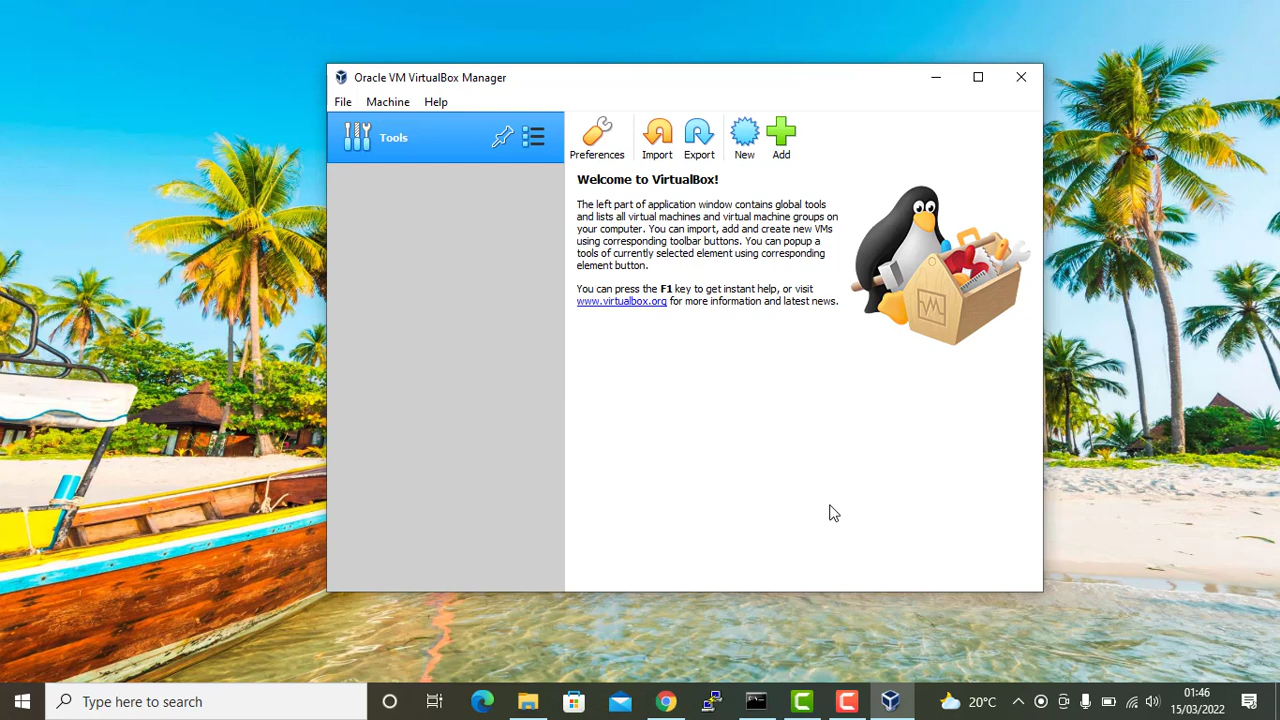 Oracle VM VirtualBox Manager
File Machine Help
Tools
Preferences Import Export New Add
Welcome to VirtualBox!
The left part of application window contains global tools
and lists all virtual machines and virtual machine groups on
your computer. You can import, add and create new VMs
using corresponding toolbar buttons. You can popup a
tools of currently selected element using corresponding
element button.
You can press the F1 key to get instant help, or visit
www.virtualbox.org for more information and latest news.
Type here to search
20°C
01:46
15/03/2022